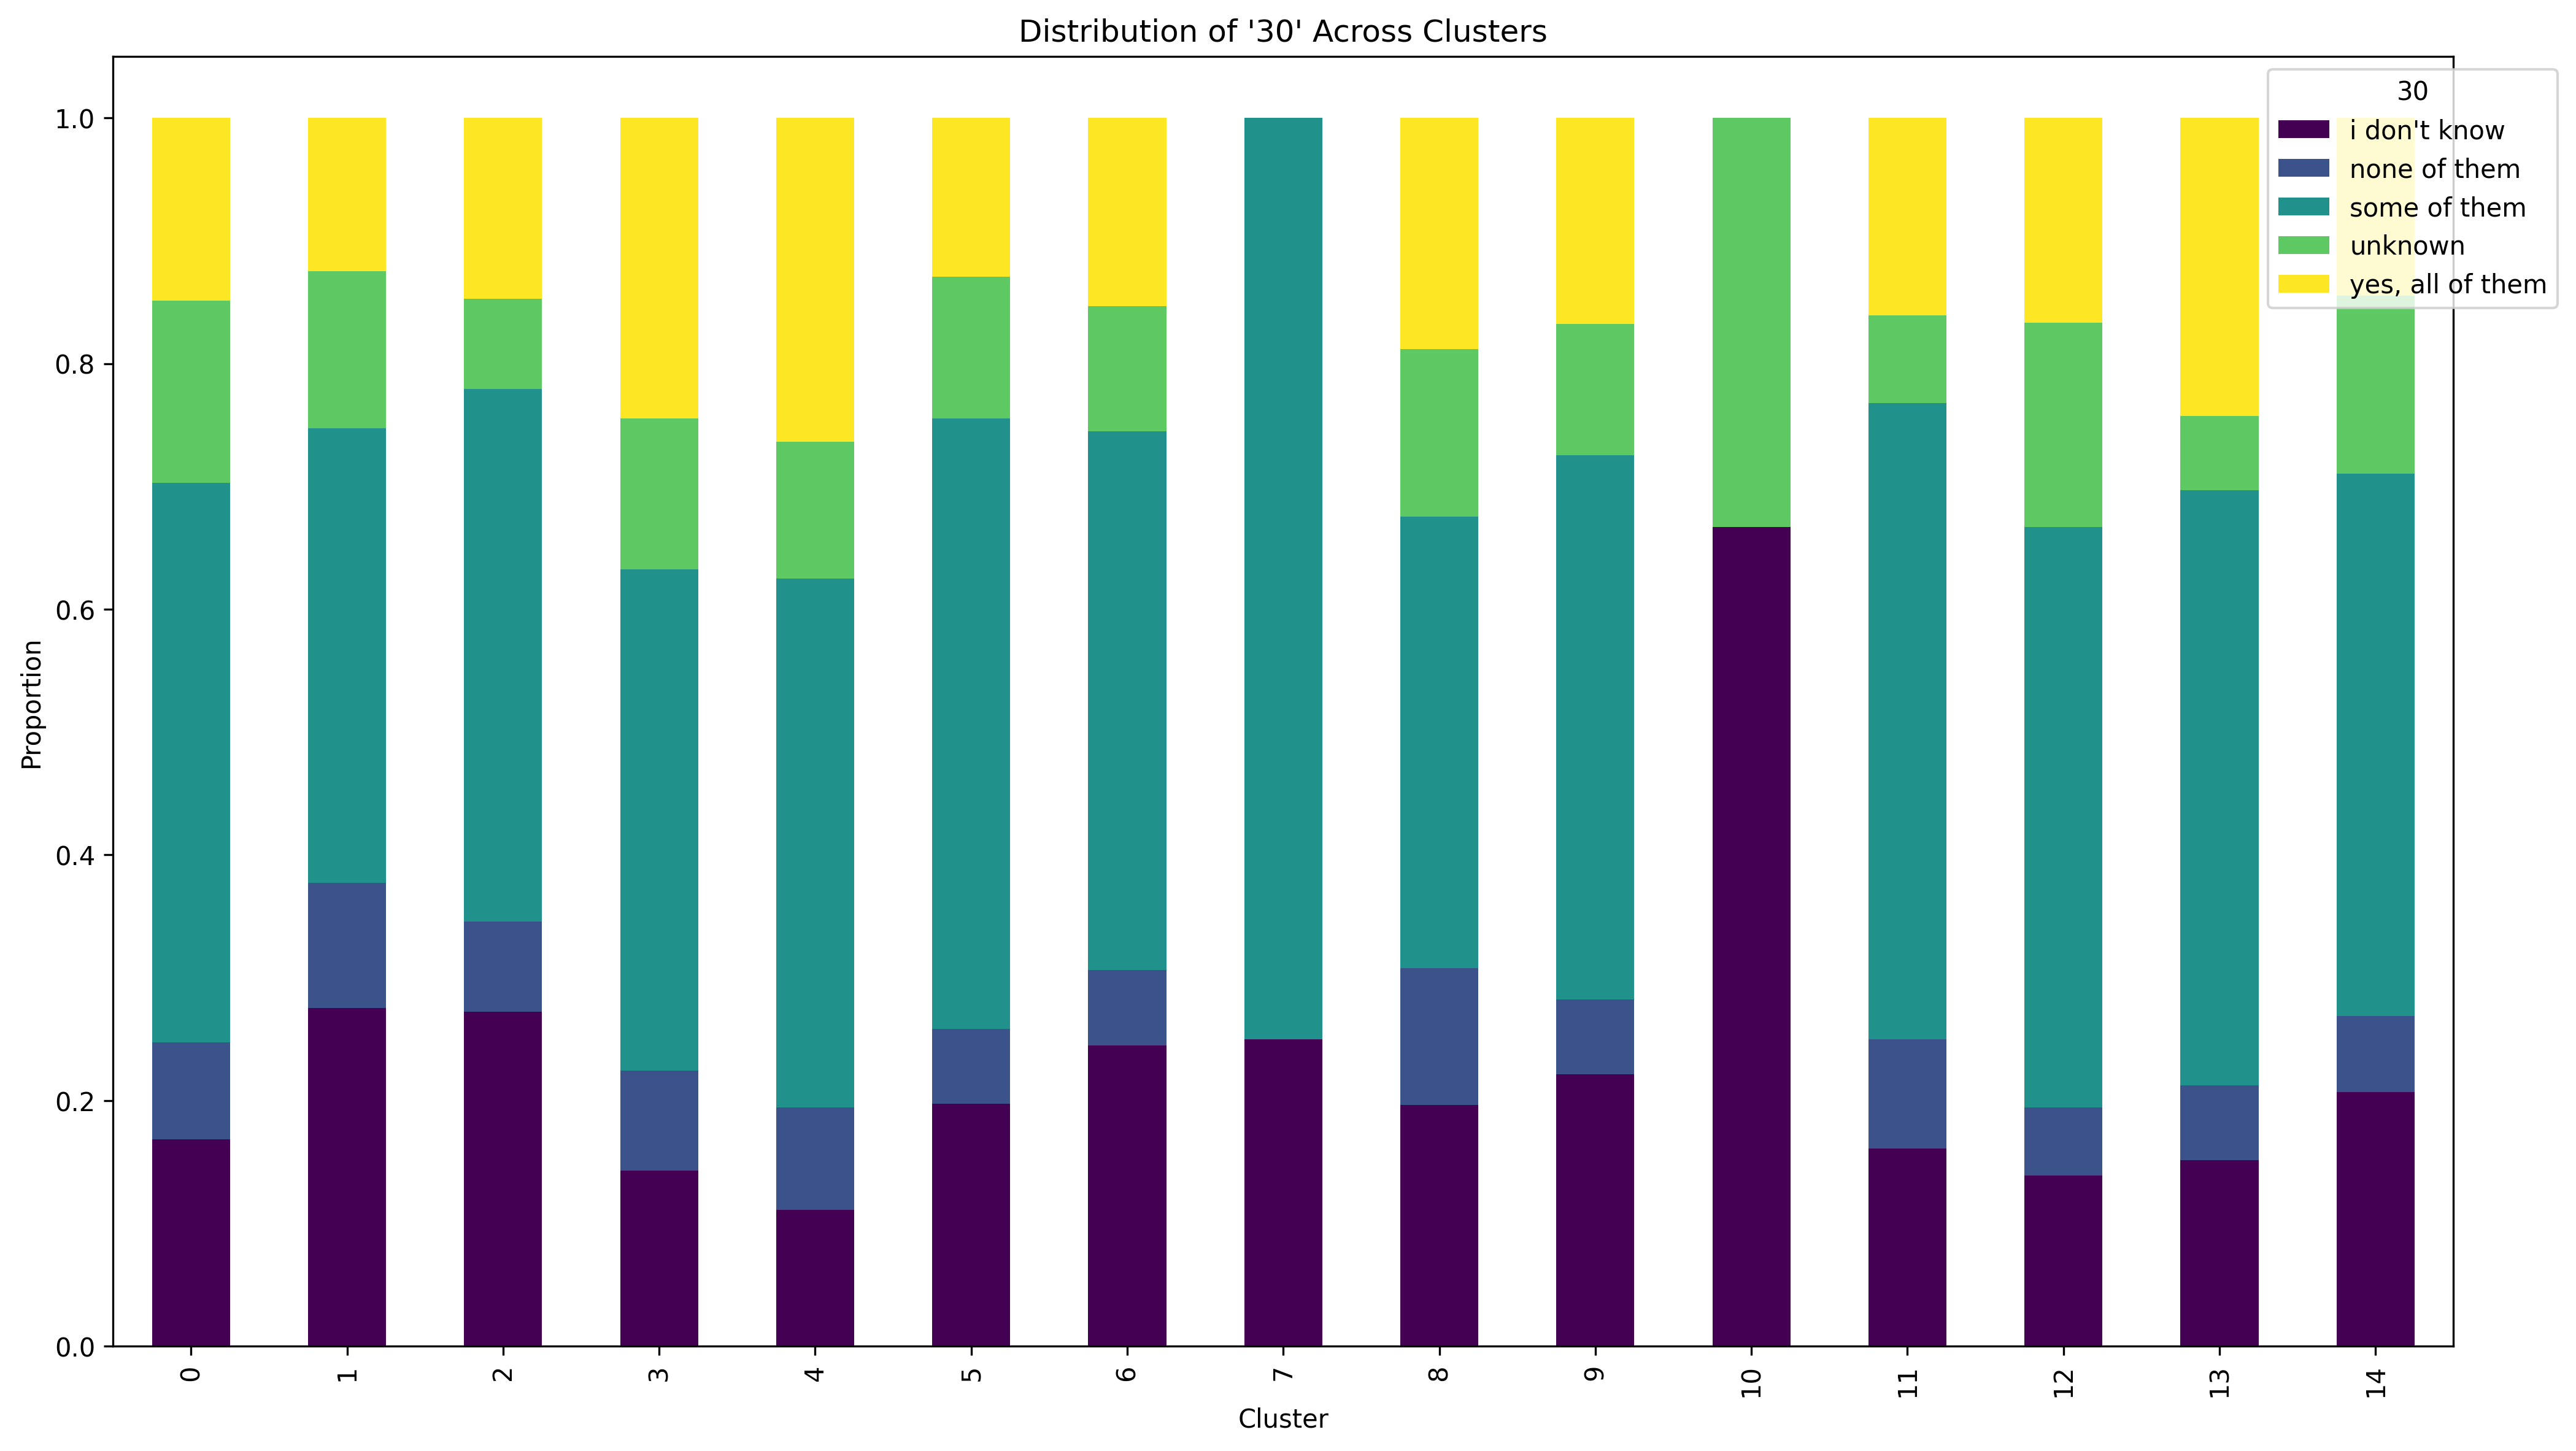 Distribution of '30' Across Clusters
30
i don't know
none of them
some of them
unknown
yes, all of them
1.0
0.8
0.6
0.4
0.2
0.0
Proportion
0 1 2 3 4 5 6 7 8 9 10 11 12 13 14
Cluster